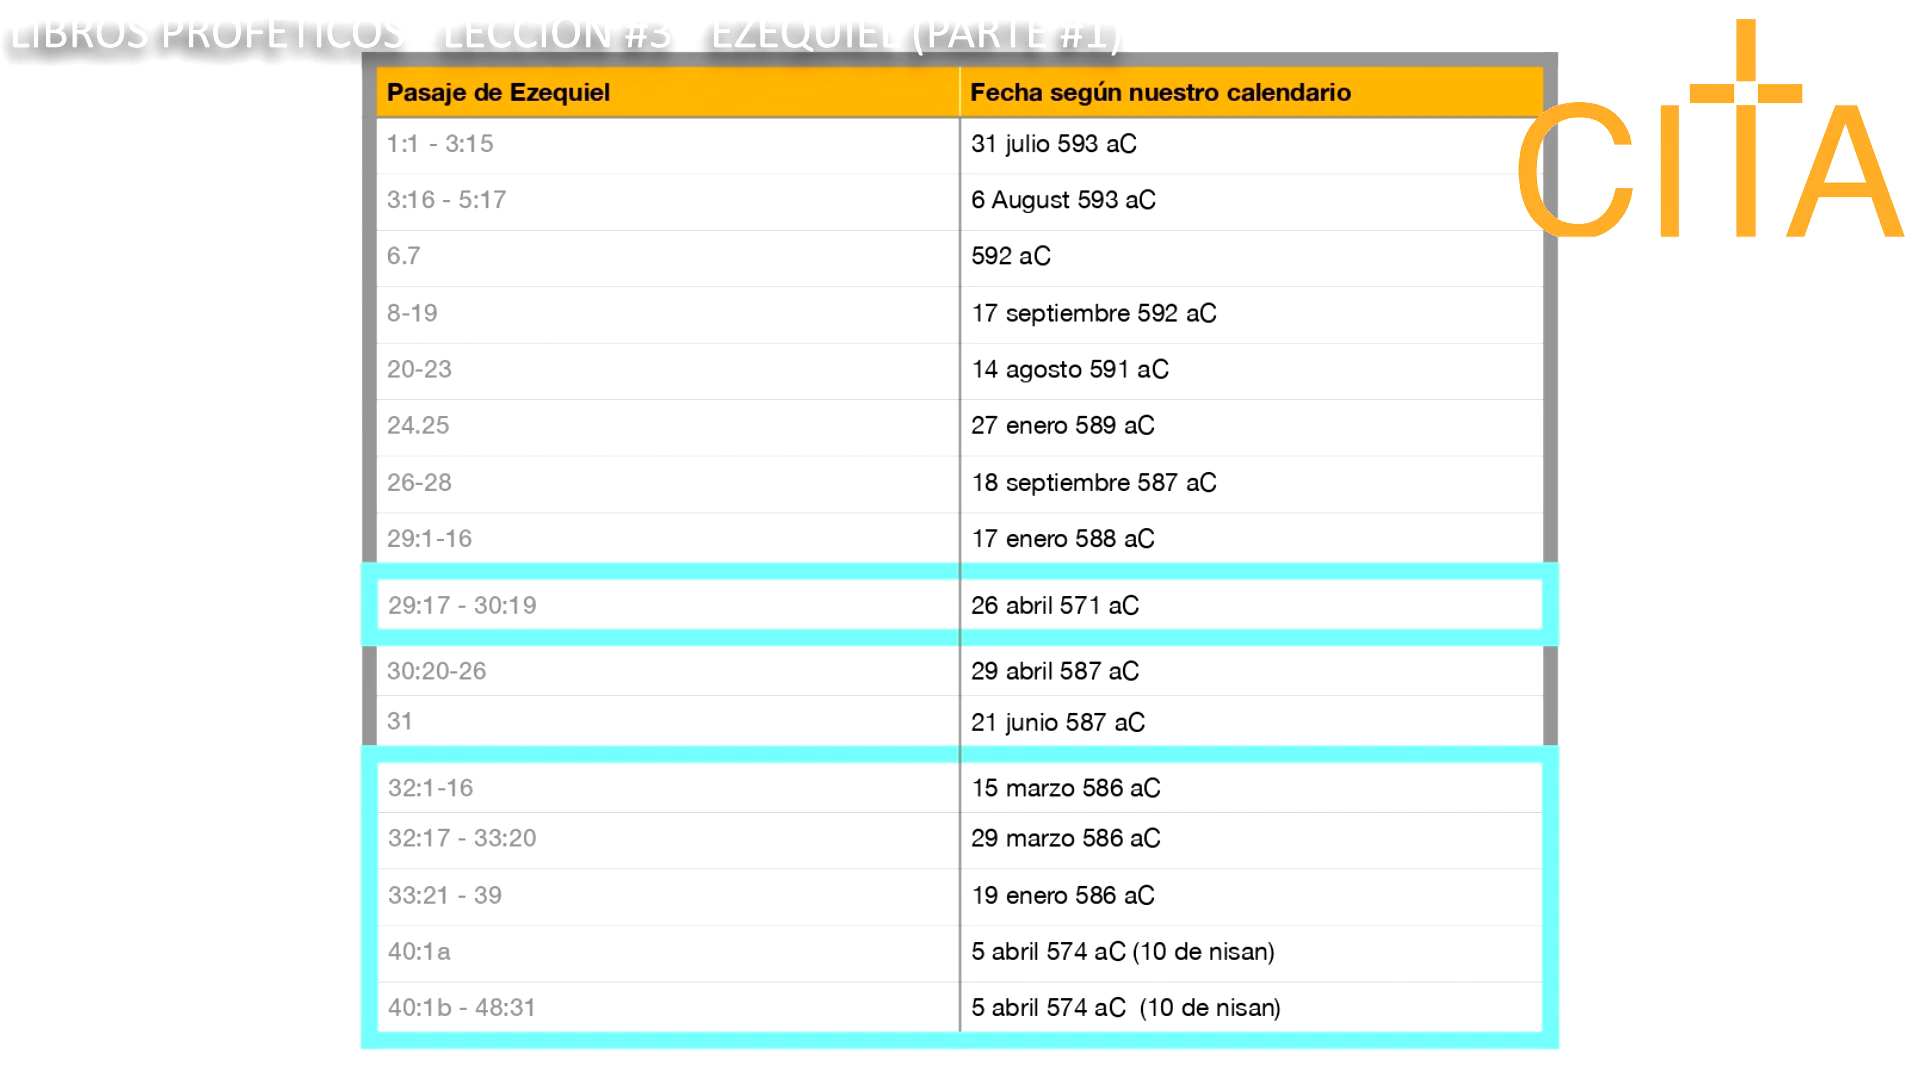 LIBROS PROFÉTICOS LECCIÓN #3 EZEQUIEL (PARTE #1)
CITA
Pasaje de Ezequiel Fecha según nuestro calendario
1:1 - 3:15 31 julio 593 aC
3:16 - 5:17 6 August 593 aC
6.7 592 aC
8-19 17 septiembre 592 aC
20-23 14 agosto 591 aC
24.25 27 enero 589 aC
26-28 18 septiembre 587 aC
29:1-16 17 enero 588 aC
29:17 - 30:19 26 abril 571 aC
30:20-26 29 abril 587 aC
31 21 junio 587 aC
32:1-16 15 marzo 586 aC
32:17 - 33:20 29 marzo 586 aC
33:21 - 39 19 enero 586 aC
40:1a 5 abril 574 aC (10 de nisan)
40:1b - 48:31 5 abril 574 aC (10 de nisan)